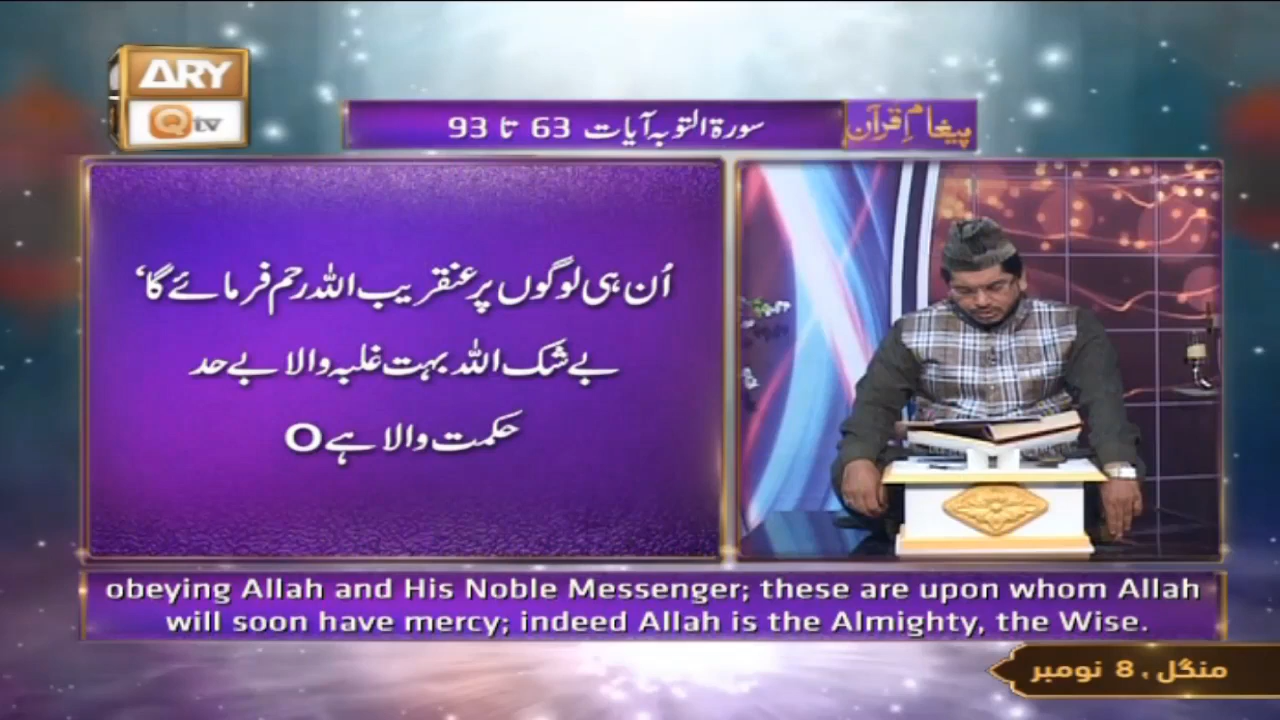 ARY
Qtv
پیغامِ قرآن
سورۃ التوبہ آیات 63 تا 93
اُن ہی لوگوں پر عنقریب اللہ رحم فرمائے گا‘
بے شک اللہ بہت غلبہ والا بے حد
حکمت والا ہے O
obeying Allah and His Noble Messenger; these are upon whom Allah
will soon have mercy; indeed Allah is the Almighty, the Wise.
منگل ، 8 نومبر